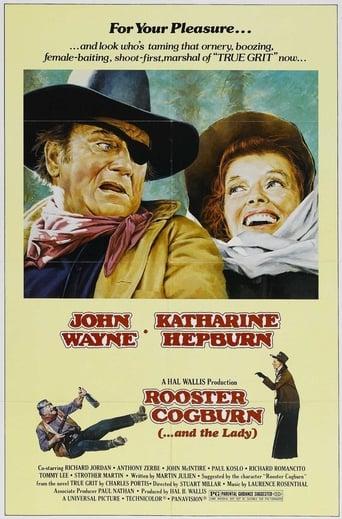 For Your Pleasure...
...and look who's taming that ornery, boozing,
female-baiting, shoot-first, marshal of "TRUE GRIT" now...
JOHN WAYNE · KATHARINE HEPBURN
A HAL WALLIS Production
ROOSTER
COGBURN
(...and the Lady)
Co-starring RICHARD JORDAN · ANTHONY ZERBE · JOHN McINTIRE · PAUL KOSLO · RICHARD ROMANCITO
TOMMY LEE · STROTHER MARTIN · Written by MARTIN JULIEN · Suggested by the character "Rooster Cogburn"
from the novel TRUE GRIT by CHARLES PORTIS · Directed by STUART MILLAR · Music by LAURENCE ROSENTHAL
Associate Producer PAUL NATHAN · Produced by HAL B. WALLIS PG PARENTAL GUIDANCE SUGGESTED
A UNIVERSAL PICTURE · TECHNICOLOR® · PANAVISION®